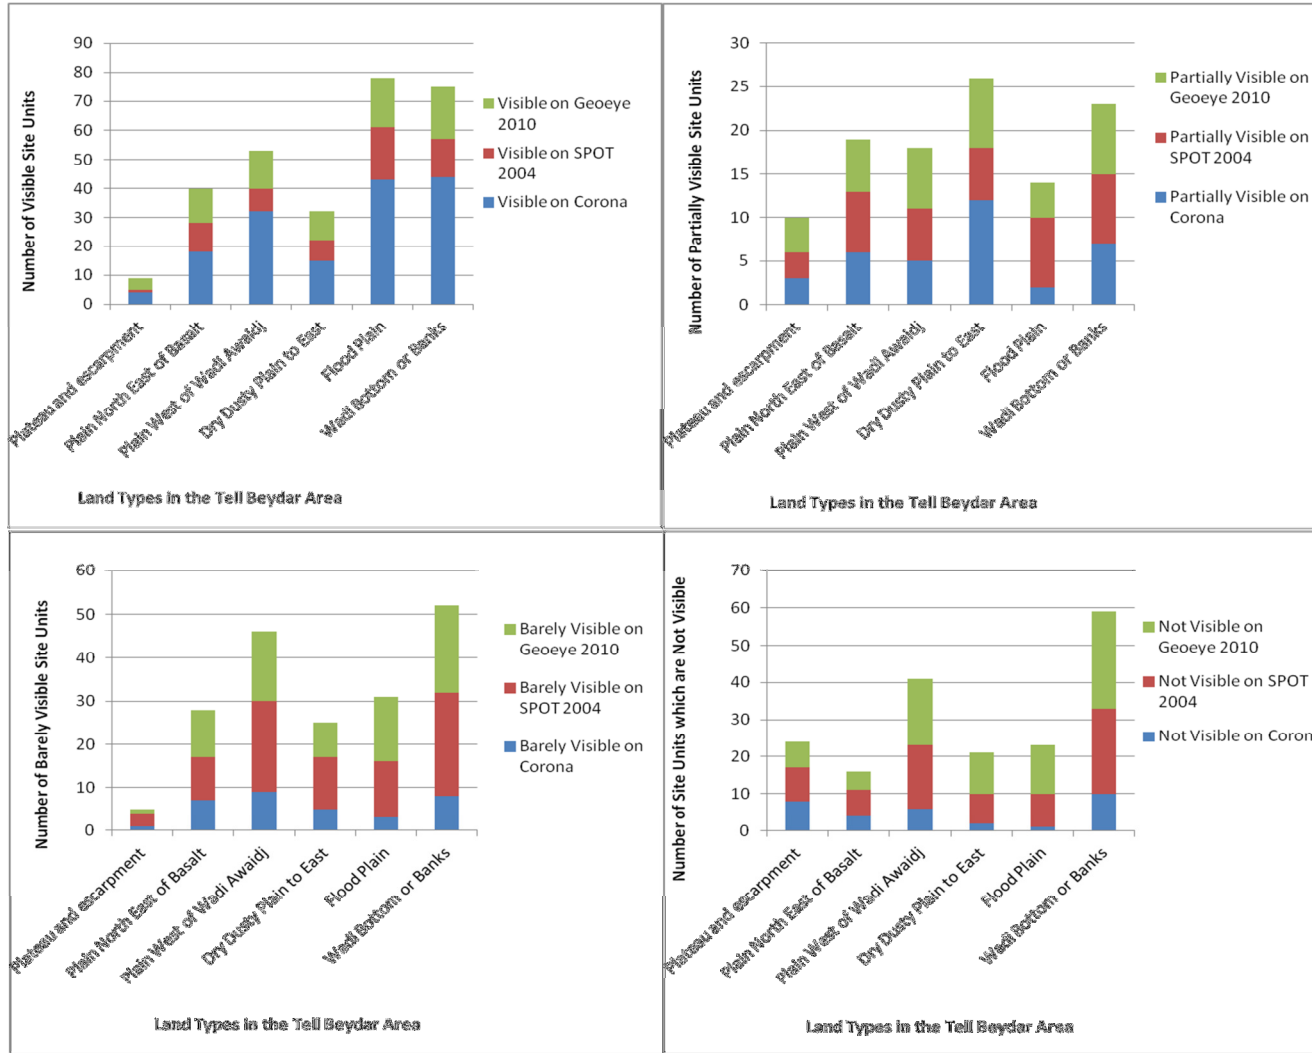 Number of Visible Site Units
90
80
70
60
50
40
30
20
10
0
Plateau and escarpment
Plain North East of Basalt
Plain West of Wadi Awaidj
Dry Dusty Plain to East
Flood Plain
Wadi Bottom or Banks
Land Types in the Tell Beydar Area
Visible on Geoeye
2010
Visible on SPOT
2004
Visible on Corona
Number of Partially Visible Site Units
30
25
20
15
10
5
0
Plateau and escarpment
Plain North East of Basalt
Plain West of Wadi Awaidj
Dry Dusty Plain to East
Flood Plain
Wadi Bottom or Banks
Land Types in the Tell Beydar Area
Partially Visible on
Geoeye 2010
Partially Visible on
SPOT 2004
Partially Visible on
Corona
Number of Barely Visible Site Units
60
50
40
30
20
10
0
Plateau and escarpment
Plain North East of Basalt
Plain West of Wadi Awaidj
Dry Dusty Plain to East
Flood Plain
Wadi Bottom or Banks
Land Types in the Tell Beydar Area
Barely Visible on
Geoeye 2010
Barely Visible on
SPOT 2004
Barely Visible on
Corona
Number of Site Units which are Not Visible
70
60
50
40
30
20
10
0
Plateau and escarpment
Plain North East of Basalt
Plain West of Wadi Awaidj
Dry Dusty Plain to East
Flood Plain
Wadi Bottom or Banks
Land Types in the Tell Beydar Area
Not Visible on
Geoeye 2010
Not Visible on SPOT
2004
Not Visible on Coron